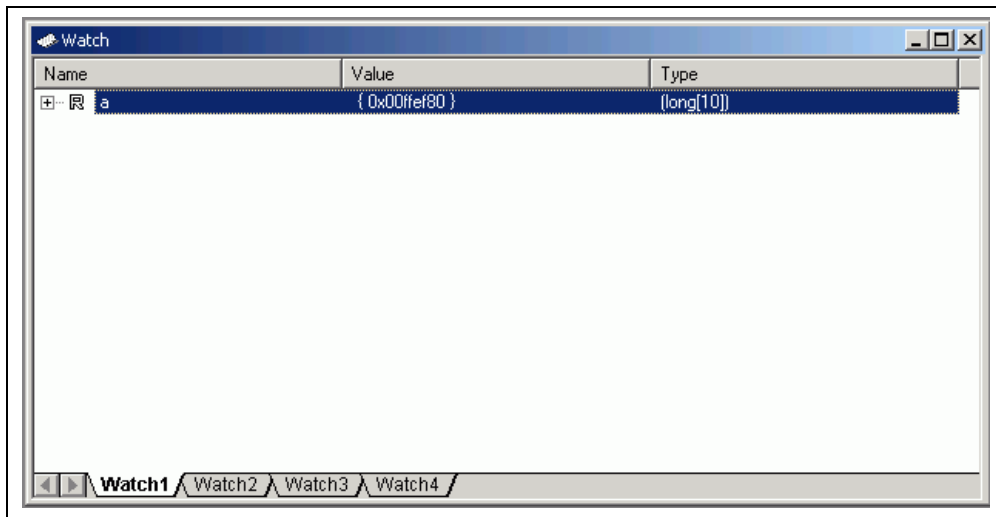 Watch
Name Value Type
R a { 0x00ffef80 } (long[10])
Watch1 Watch2 Watch3 Watch4